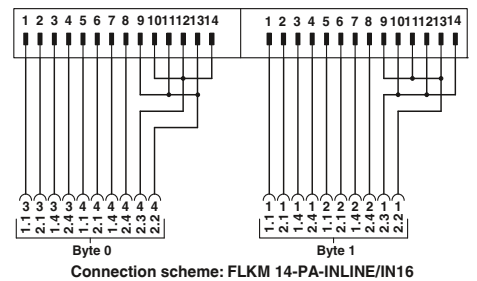 1 2 3 4 5 6 7 8 9 10 11 12 13 14 1 2 3 4 5 6 7 8 9 10 11 12 13 14
3 3 3 3 4 4 4 4 4 4 1 1 1 1 2 2 2 2 1 1
1.1 2.1 1.4 2.4 1.1 2.1 1.4 2.4 2.3 2.2 1.1 2.1 1.4 2.4 1.1 2.1 1.4 2.4 2.3 2.2
Byte 0 Byte 1
Connection scheme: FLKM 14-PA-INLINE/IN16